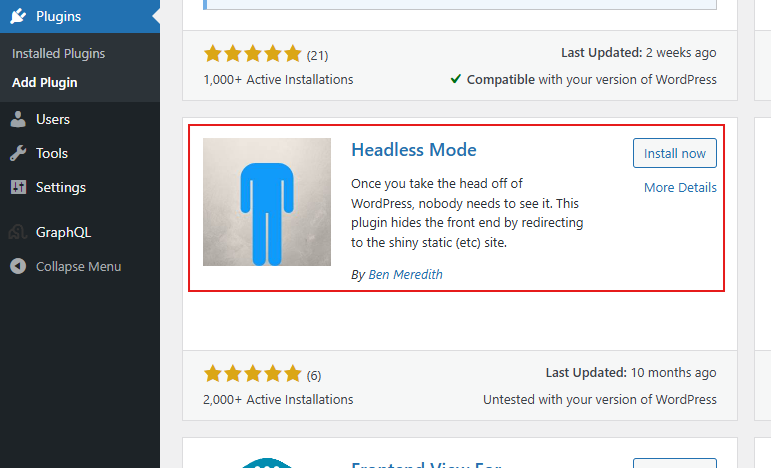 Plugins
Installed Plugins
Add Plugin
Users
Tools
Settings
GraphQL
Collapse Menu
(21)
Last Updated: 2 weeks ago
1,000+ Active Installations
Compatible with your version of WordPress
Headless Mode
Install now
More Details
Once you take the head off of
WordPress, nobody needs to see it. This
plugin hides the front end by redirecting
to the shiny static (etc) site.
By Ben Meredith
(6)
Last Updated: 10 months ago
2,000+ Active Installations
Untested with your version of WordPress
Frontend View For